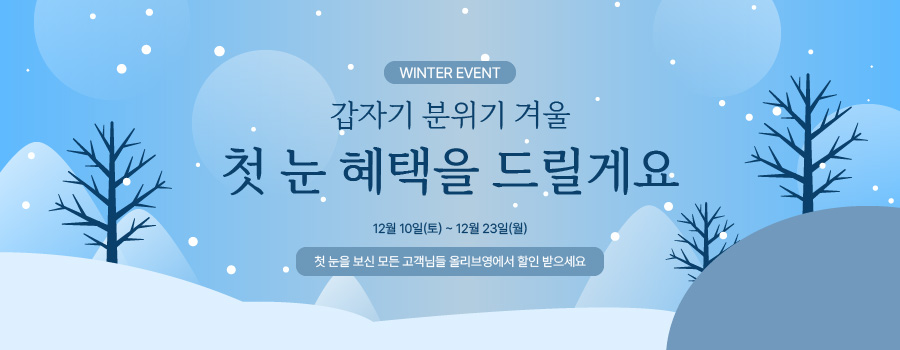 WINTER EVENT
갑자기 분위기 겨울
첫 눈 혜택을 드릴게요
12월 10일(토) ~ 12월 23일(월)
첫 눈을 보신 모든 고객님들 올리브영에서 할인 받으세요